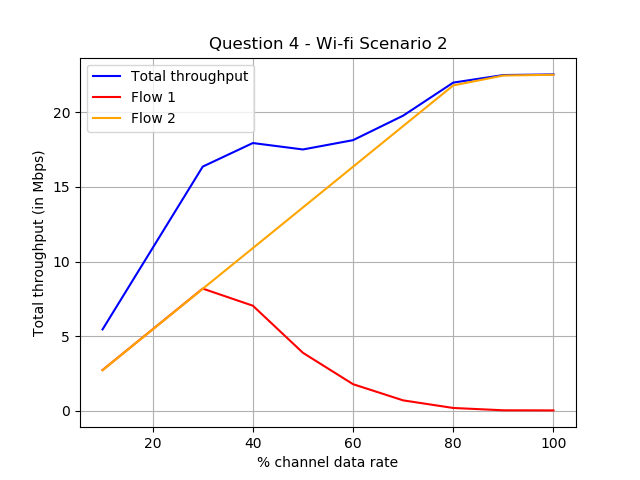 Question 4 - Wi-fi Scenario 2
Total throughput
Flow 1
Flow 2
Total throughput (in Mbps)
20
15
10
5
0
20
40
60
80
100
% channel data rate